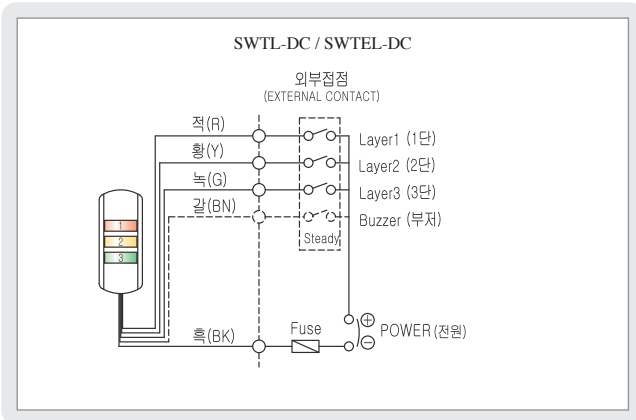 SWTL-DC / SWTEL-DC
외부접점
(EXTERNAL CONTACT)
적(R)
Layer1 (1단)
황(Y)
Layer2 (2단)
녹(G)
Layer3 (3단)
갈(BN)
Buzzer (부저)
Steady
1
2
3
흑(BK)
Fuse
POWER (전원)